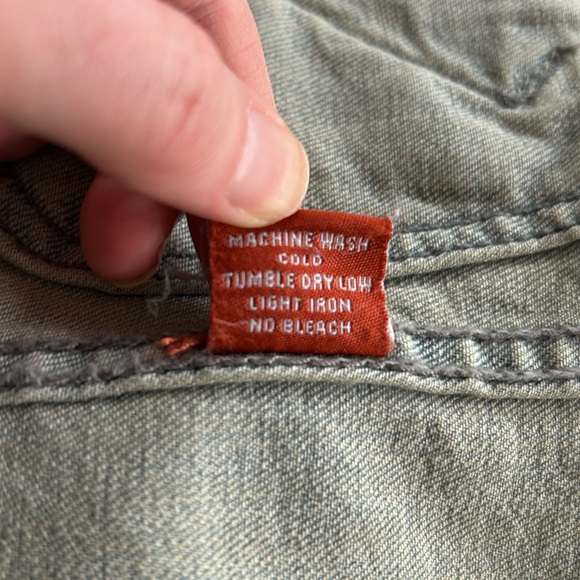 MACHINE WASH
COLD
TUMBLE DRY LOW
LIGHT IRON
NO BLEACH